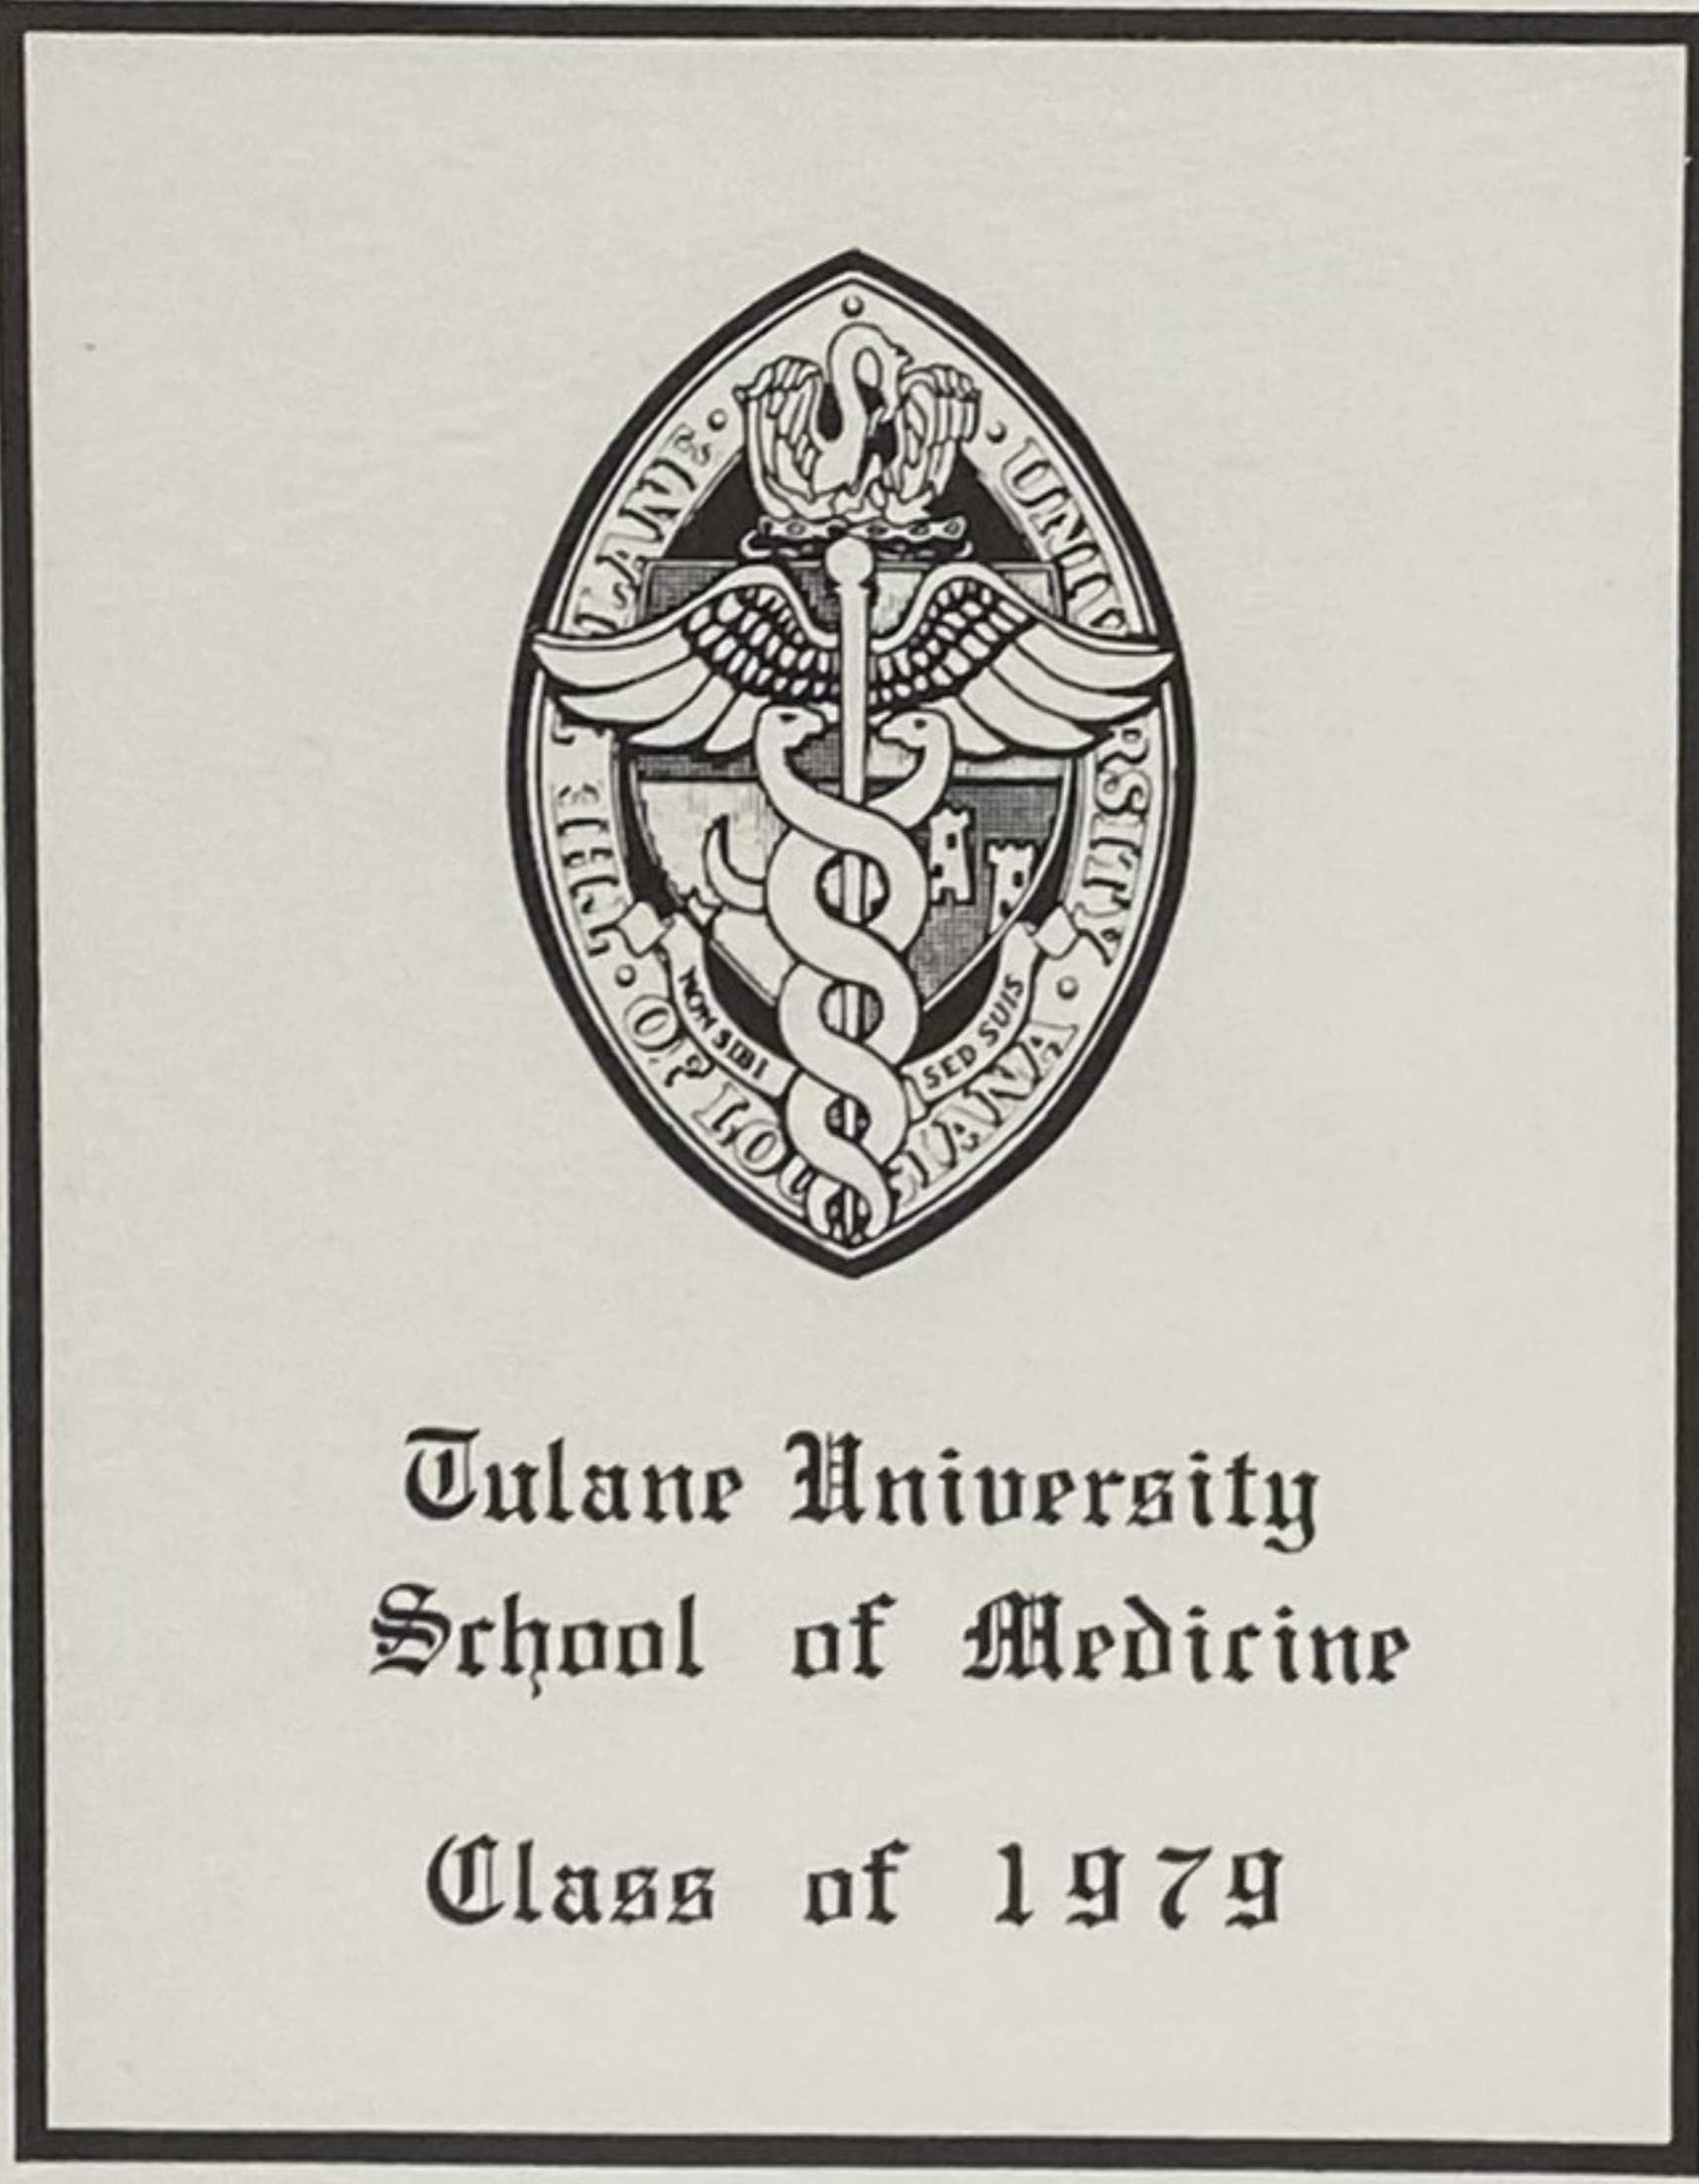 THE TULANE UNIVERSITY
OF LOUISIANA
NON SIBI SED SUIS
Tulane University
School of Medicine
Class of 1979